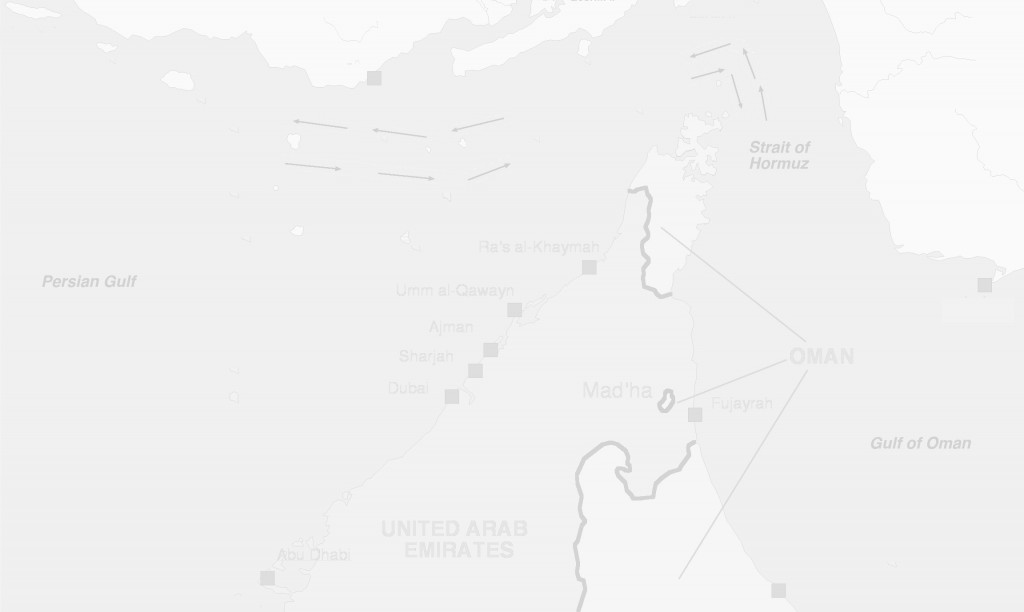 Strait of
Hormuz
Ra's al-Khaymah
Persian Gulf
Umm al-Qawayn
Ajman
Sharjah
OMAN
Dubai
Mad'ha
Fujayrah
Gulf of Oman
UNITED ARAB
EMIRATES
Abu Dhabi